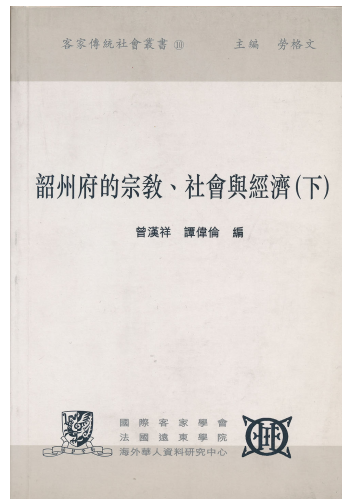 客家傳統社會叢書⑩　主編　勞格文
韶州府的宗教、社會與經濟(下)
曾漢祥　譚偉倫　編
國際客家學會
法國遠東學院
海外華人資料研究中心